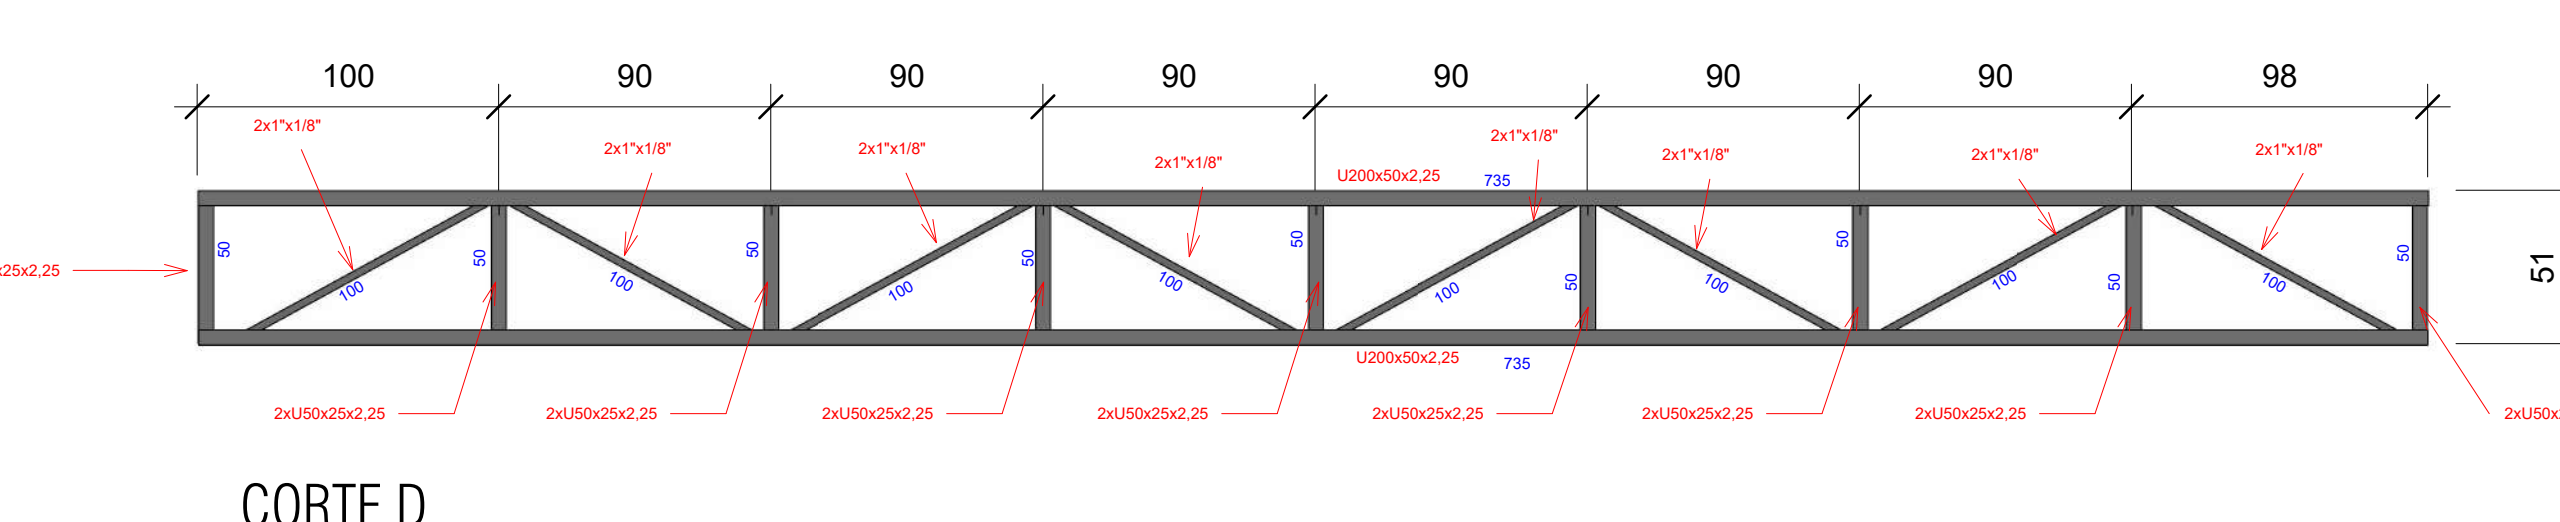 100 90 90 90 90 90 90 98
2x1"x1/8" 2x1"x1/8" 2x1"x1/8" 2x1"x1/8" 2x1"x1/8" 2x1"x1/8" 2x1"x1/8" 2x1"x1/8"
U200x50x2,25 735
50 50 50 50 50 50 50 50 50
x25x2,25
100 100 100 100 100 100 100 100
51
U200x50x2,25 735
2xU50x25x2,25 2xU50x25x2,25 2xU50x25x2,25 2xU50x25x2,25 2xU50x25x2,25 2xU50x25x2,25 2xU50x25x2,25 2xU50x
CORTE D